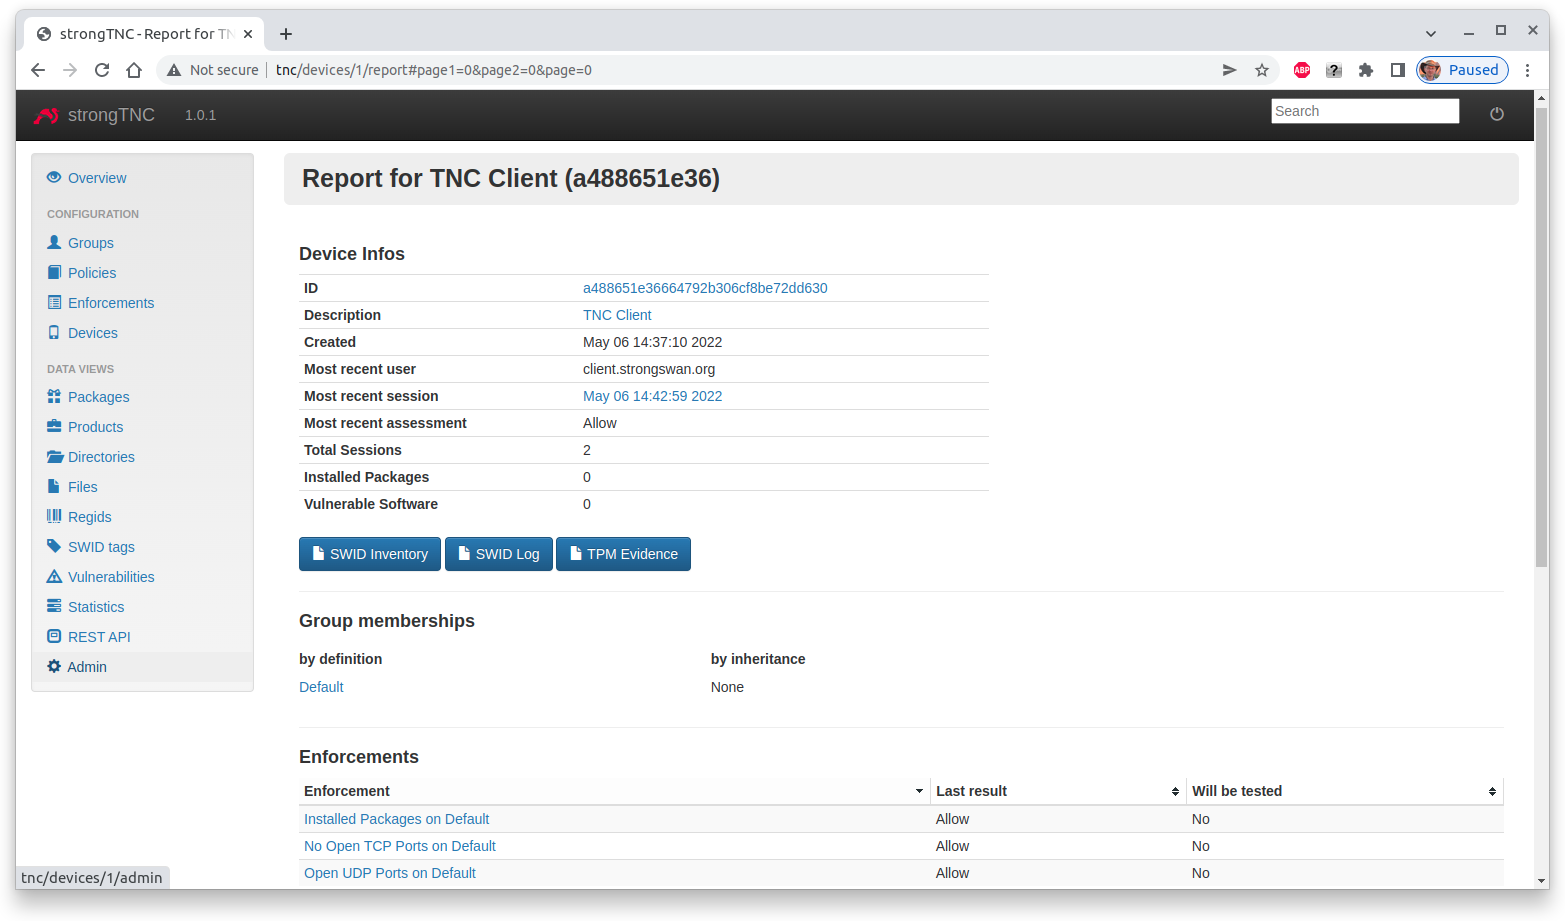 strongTNC - Report for TN
Not secure | tnc/devices/1/report#page1=0&page2=0&page=0
ABP
Paused
strongTNC 1.0.1
Search
Overview
CONFIGURATION
Groups
Policies
Enforcements
Devices
DATA VIEWS
Packages
Products
Directories
Files
Regids
SWID tags
Vulnerabilities
Statistics
REST API
Admin
Report for TNC Client (a488651e36)
Device Infos
ID a488651e36664792b306cf8be72dd630
Description TNC Client
Created May 06 14:37:10 2022
Most recent user client.strongswan.org
Most recent session May 06 14:42:59 2022
Most recent assessment Allow
Total Sessions 2
Installed Packages 0
Vulnerable Software 0
SWID Inventory SWID Log TPM Evidence
Group memberships
by definition by inheritance
Default None
Enforcements
Enforcement Last result Will be tested
Installed Packages on Default Allow No
No Open TCP Ports on Default Allow No
Open UDP Ports on Default Allow No
tnc/devices/1/admin